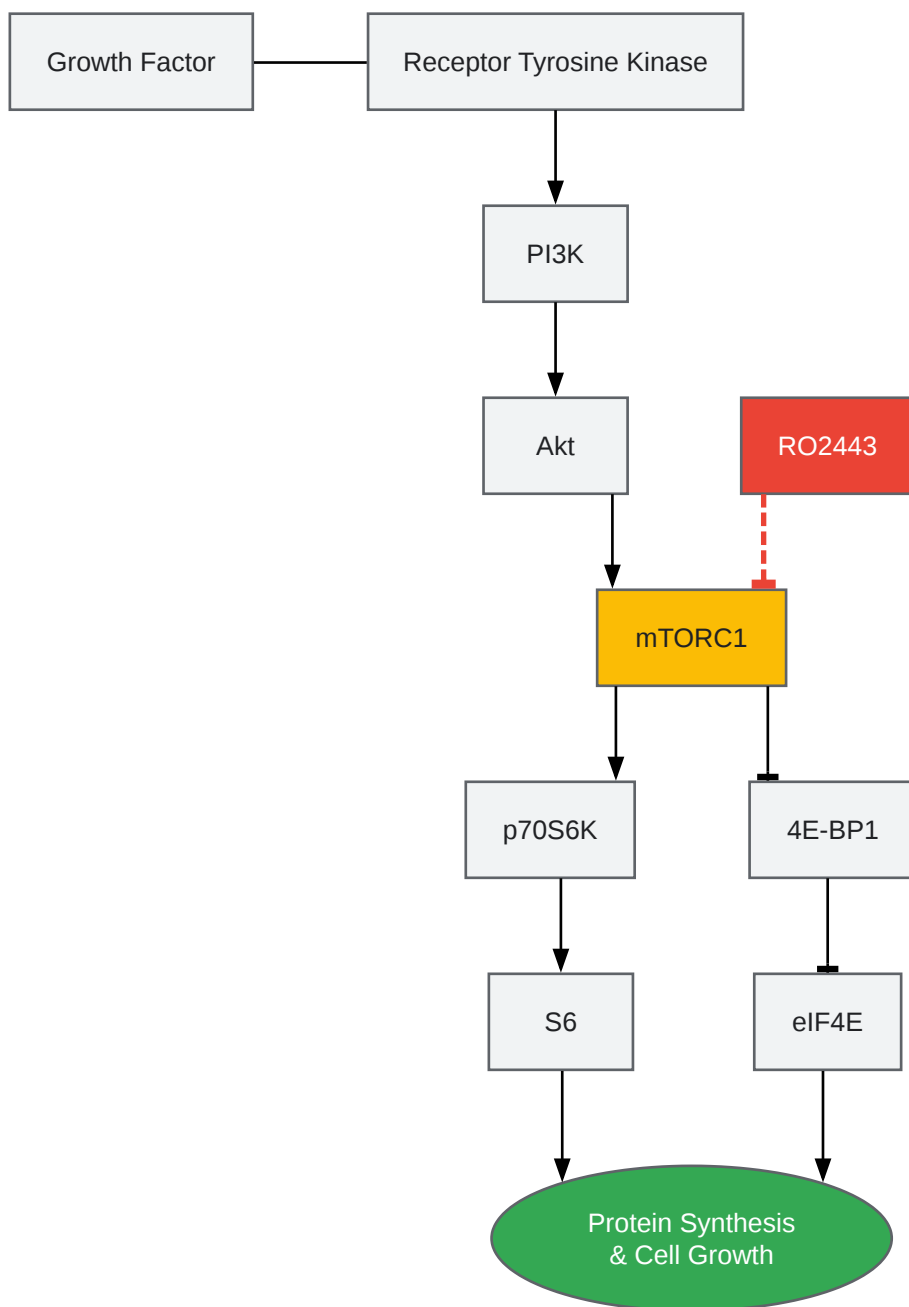 Growth Factor
Receptor Tyrosine Kinase
PI3K
Akt
RO2443
mTORC1
p70S6K
4E-BP1
S6
eIF4E
Protein Synthesis
& Cell Growth